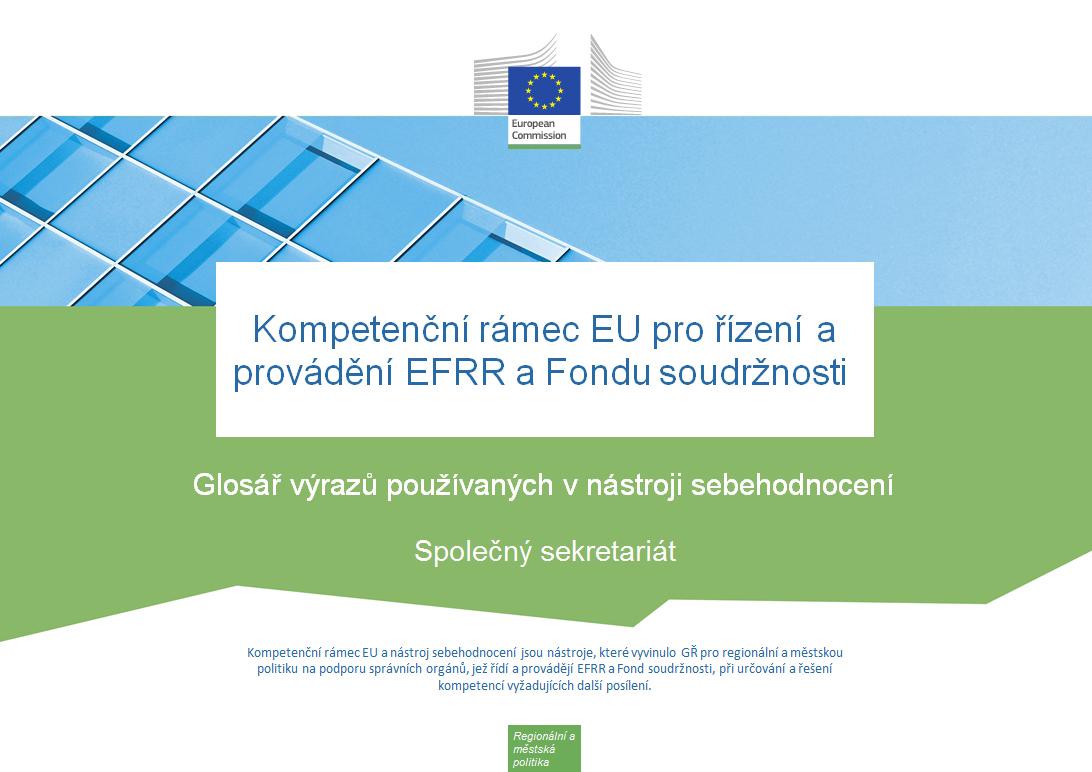 European
Commission
Kompetenční rámec EU pro řízení a
provádění EFRR a Fondu soudržnosti
Glosář výrazů používaných v nástroji sebehodnocení
Společný sekretariát
Kompetenční rámec EU a nástroj sebehodnocení jsou nástroje, které vyvinulo GŘ pro regionální a městskou
politiku na podporu správních orgánů, jež řídí a provádějí EFRR a Fond soudržnosti, při určování a řešení
kompetencí vyžadujících další posílení.
Regionální a
městská
politika